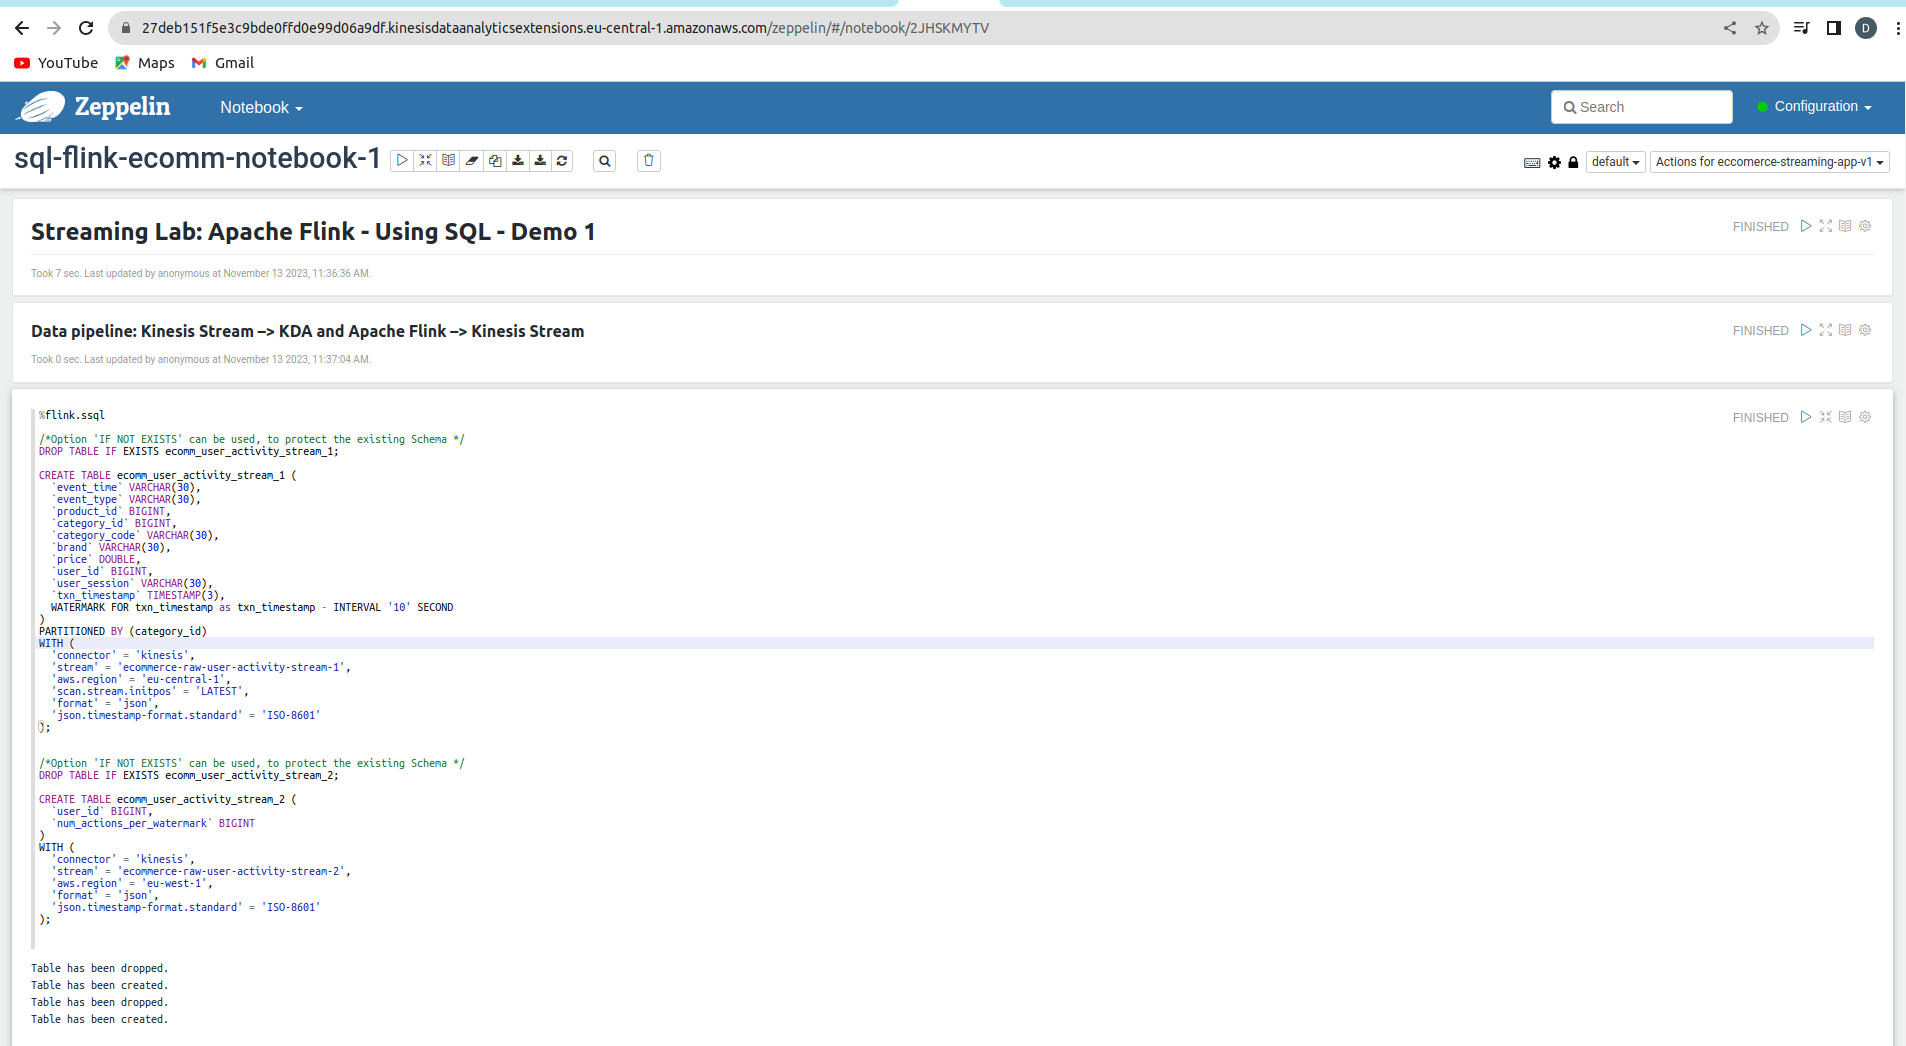 27deb151f5e3c9bde0ffd0e99d06a9df.kinesisdataanalyticsextensions.eu-central-1.amazonaws.com/zeppelin/#/notebook/2JHSKMYTV
D
YouTube Maps Gmail
Zeppelin Notebook Search Configuration
sql-flink-ecomm-notebook-1 default Actions for eccomerce-streaming-app-v1
Streaming Lab: Apache Flink - Using SQL - Demo 1 FINISHED
Took 7 sec. Last updated by anonymous at November 13 2023, 11:36:36 AM.
Data pipeline: Kinesis Stream –> KDA and Apache Flink –> Kinesis Stream FINISHED
Took 0 sec. Last updated by anonymous at November 13 2023, 11:37:04 AM.
%flink.ssql FINISHED
/*Option 'IF NOT EXISTS' can be used, to protect the existing Schema */
DROP TABLE IF EXISTS ecomm_user_activity_stream_1;
CREATE TABLE ecomm_user_activity_stream_1 (
`event_time` VARCHAR(30),
`event_type` VARCHAR(30),
`product_id` BIGINT,
`category_id` BIGINT,
`category_code` VARCHAR(30),
`brand` VARCHAR(30),
`price` DOUBLE,
`user_id` BIGINT,
`user_session` VARCHAR(30),
`txn_timestamp` TIMESTAMP(3),
WATERMARK FOR txn_timestamp as txn_timestamp - INTERVAL '10' SECOND
)
PARTITIONED BY (category_id)
WITH (
'connector' = 'kinesis',
'stream' = 'ecommerce-raw-user-activity-stream-1',
'aws.region' = 'eu-central-1',
'scan.stream.initpos' = 'LATEST',
'format' = 'json',
'json.timestamp-format.standard' = 'ISO-8601'
);
/*Option 'IF NOT EXISTS' can be used, to protect the existing Schema */
DROP TABLE IF EXISTS ecomm_user_activity_stream_2;
CREATE TABLE ecomm_user_activity_stream_2 (
`user_id` BIGINT,
`num_actions_per_watermark` BIGINT
)
WITH (
'connector' = 'kinesis',
'stream' = 'ecommerce-raw-user-activity-stream-2',
'aws.region' = 'eu-west-1',
'format' = 'json',
'json.timestamp-format.standard' = 'ISO-8601'
);
Table has been dropped.
Table has been created.
Table has been dropped.
Table has been created.